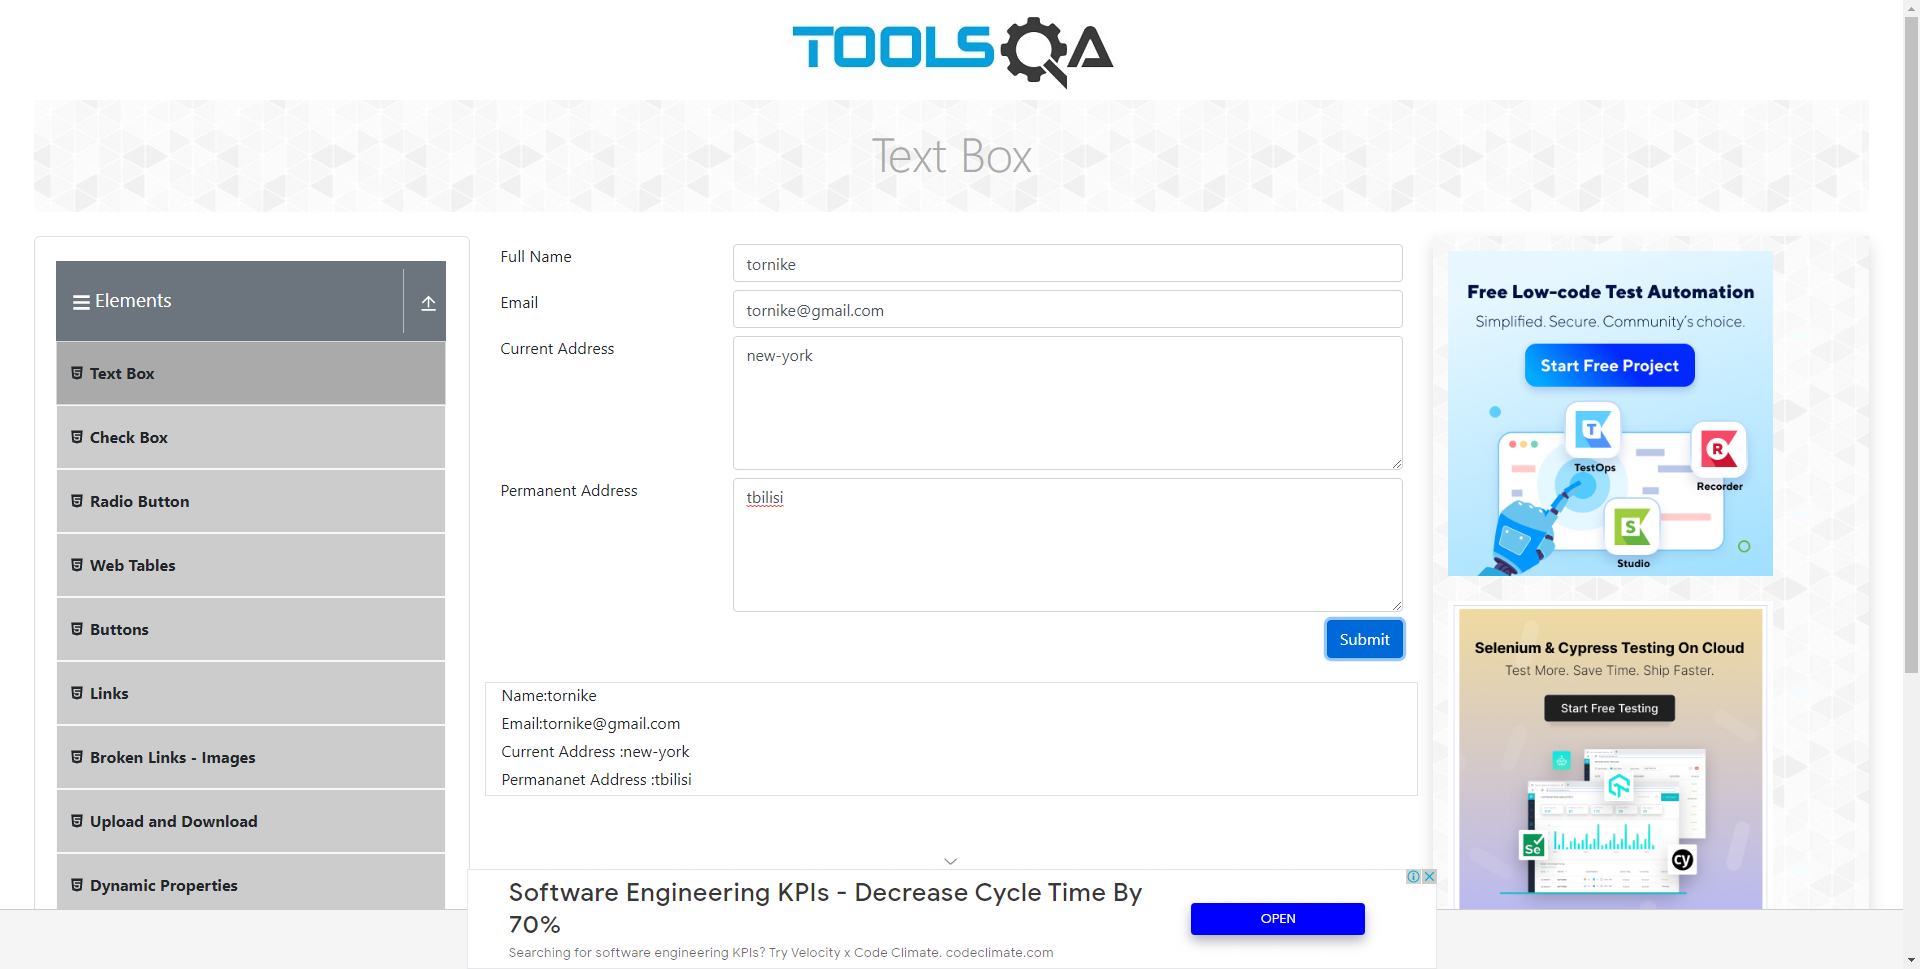 TOOLSQA
Text Box
Elements
Text Box
Check Box
Radio Button
Web Tables
Buttons
Links
Broken Links - Images
Upload and Download
Dynamic Properties
Full Name
tornike
Email
tornike@gmail.com
Current Address
new-york
Permanent Address
tbilisi
Submit
Name:tornike
Email:tornike@gmail.com
Current Address :new-york
Permananet Address :tbilisi
Free Low-code Test Automation
Simplified. Secure. Community's choice.
Start Free Project
T
TestOps
R
Recorder
S
Studio
Selenium & Cypress Testing On Cloud
Test More. Save Time. Ship Faster.
Start Free Testing
Se
cy
Software Engineering KPIs - Decrease Cycle Time By
70%
Searching for software engineering KPIs? Try Velocity x Code Climate. codeclimate.com
OPEN